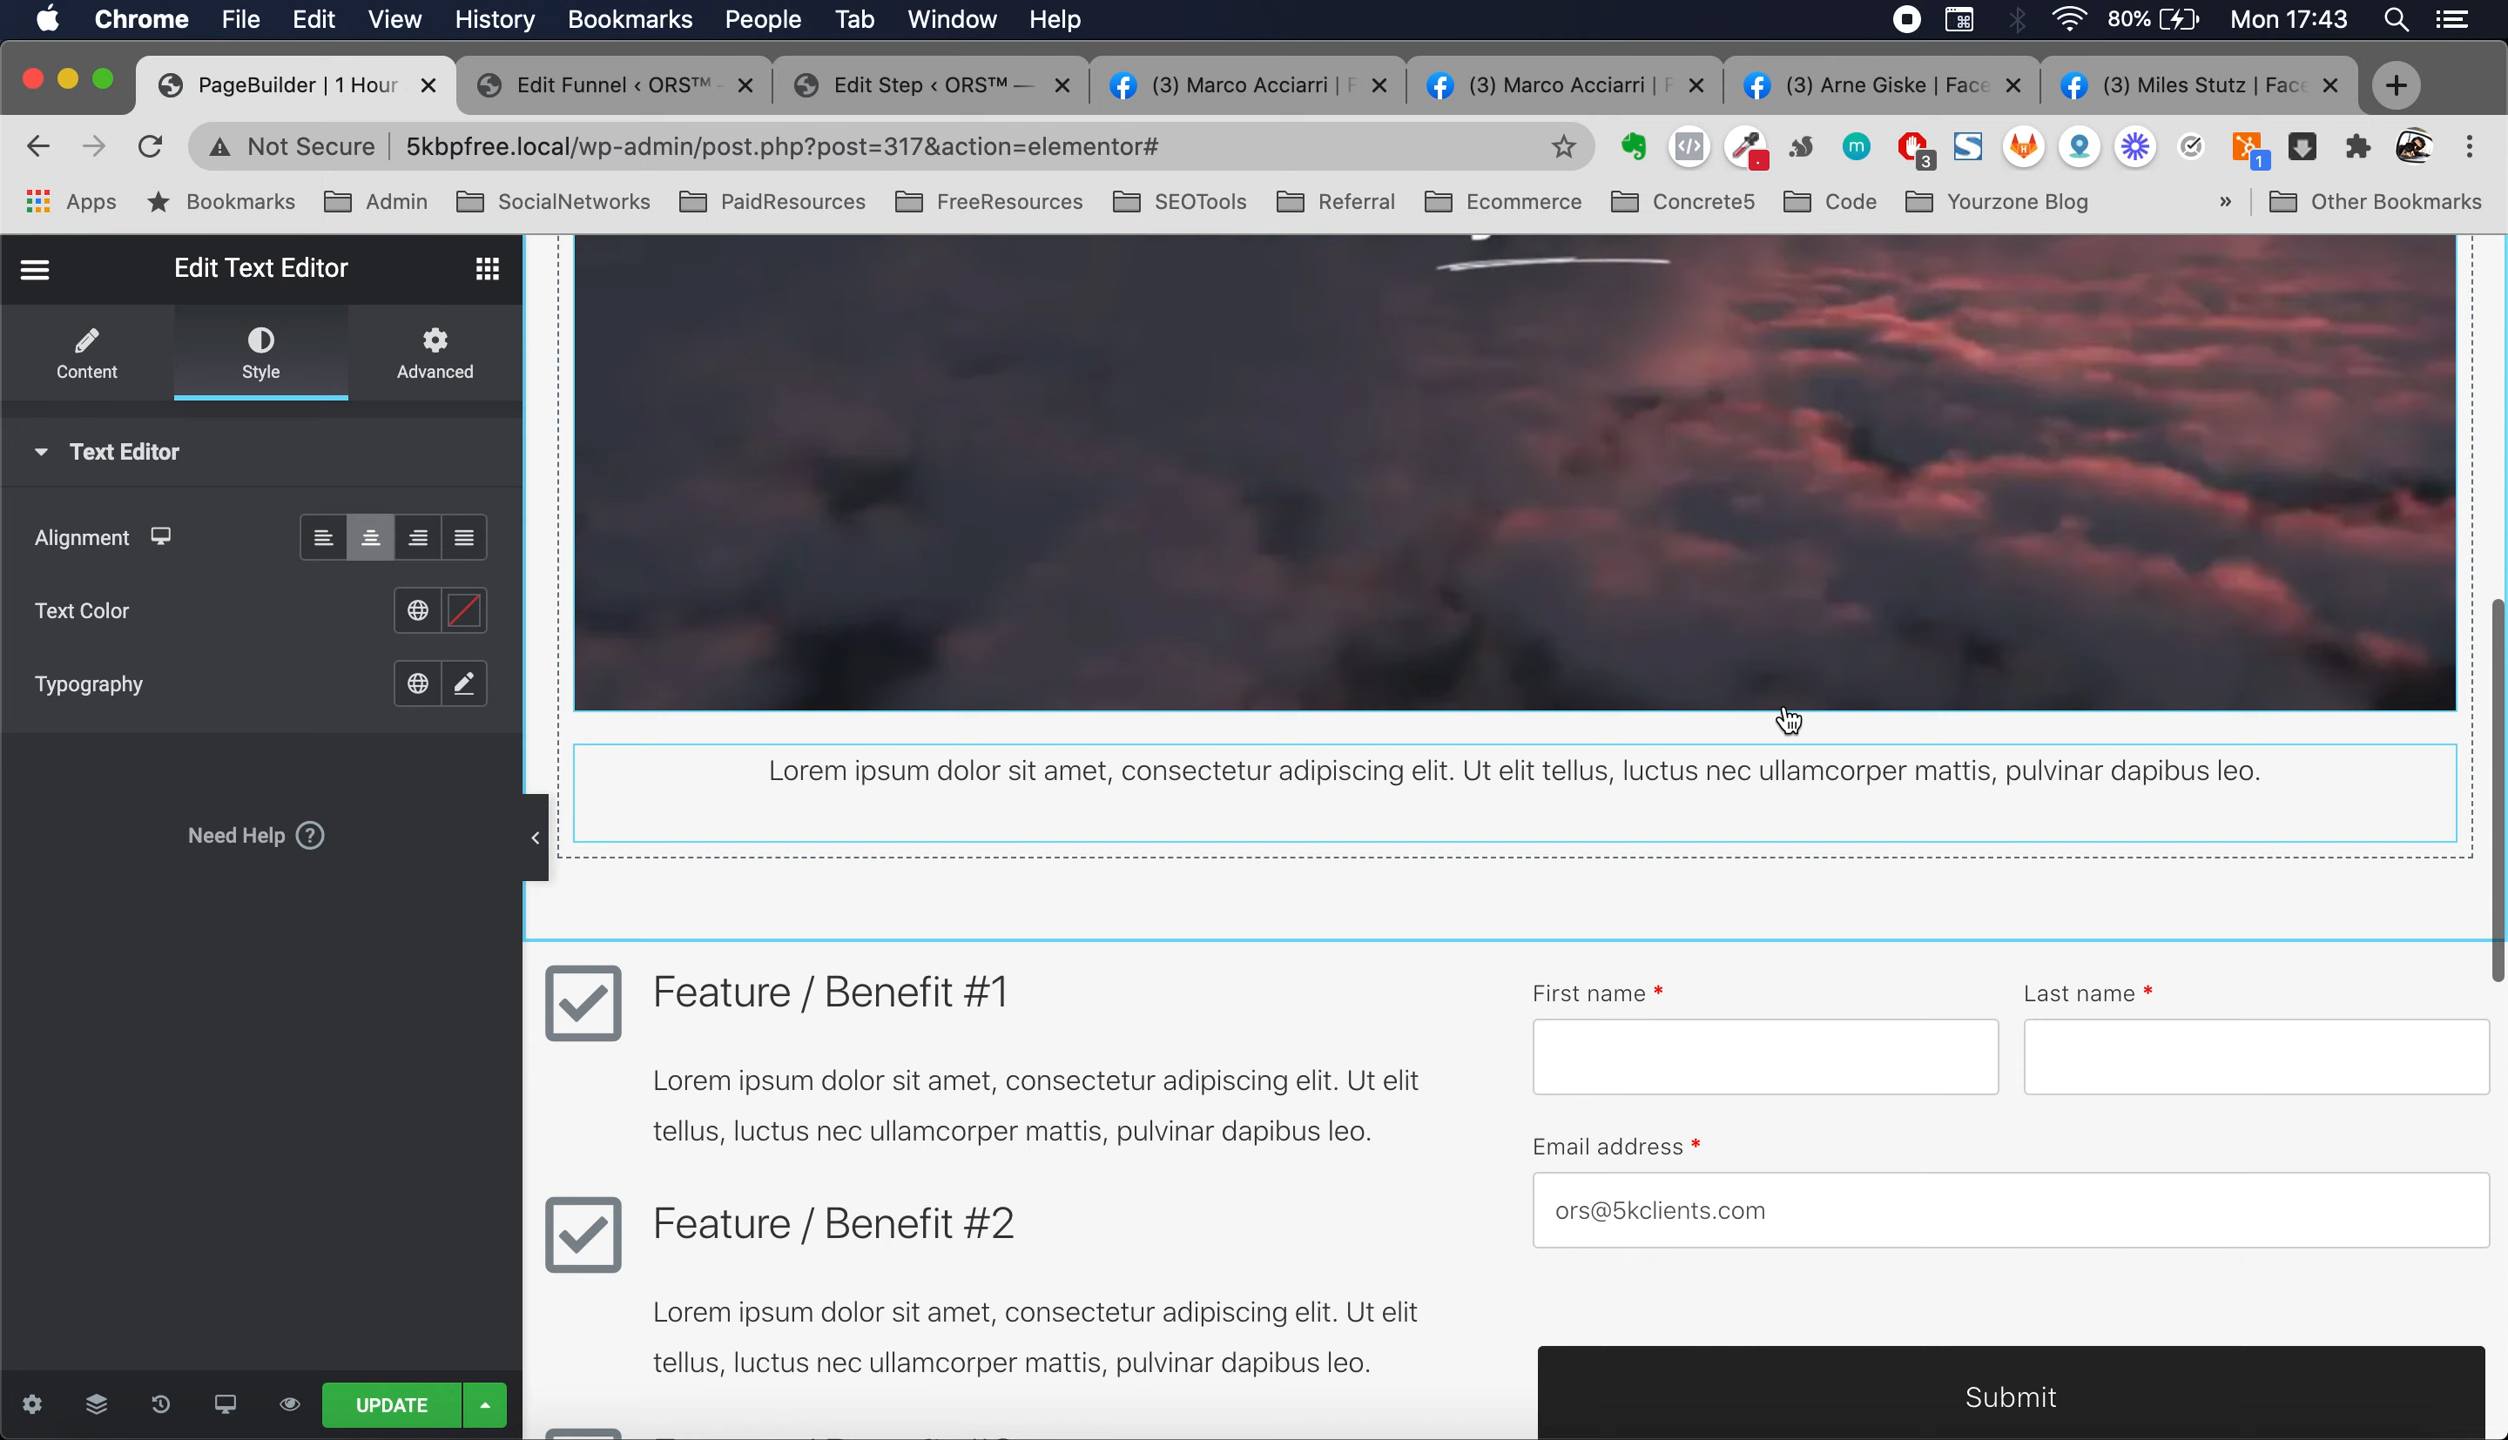 Chrome File Edit View History Bookmarks People Tab Window Help 80% Mon 17:43
PageBuilder | 1 Hour Edit Funnel ‹ ORS™ Edit Step ‹ ORS™ — (3) Marco Acciarri | F (3) Marco Acciarri | F (3) Arne Giske | Face (3) Miles Stutz | Face
Not Secure 5kbpfree.local/wp-admin/post.php?post=317&action=elementor# m 3 1
Apps Bookmarks Admin SocialNetworks PaidResources FreeResources SEOTools Referral Ecommerce Concrete5 Code Yourzone Blog » Other Bookmarks
Edit Text Editor
Content Style Advanced
Text Editor
Alignment
Text Color
Typography
Need Help ?
UPDATE
Lorem ipsum dolor sit amet, consectetur adipiscing elit. Ut elit tellus, luctus nec ullamcorper mattis, pulvinar dapibus leo.
Feature / Benefit #1
Lorem ipsum dolor sit amet, consectetur adipiscing elit. Ut elit
tellus, luctus nec ullamcorper mattis, pulvinar dapibus leo.
Feature / Benefit #2
Lorem ipsum dolor sit amet, consectetur adipiscing elit. Ut elit
tellus, luctus nec ullamcorper mattis, pulvinar dapibus leo.
First name * Last name *
Email address *
ors@5kclients.com
Submit